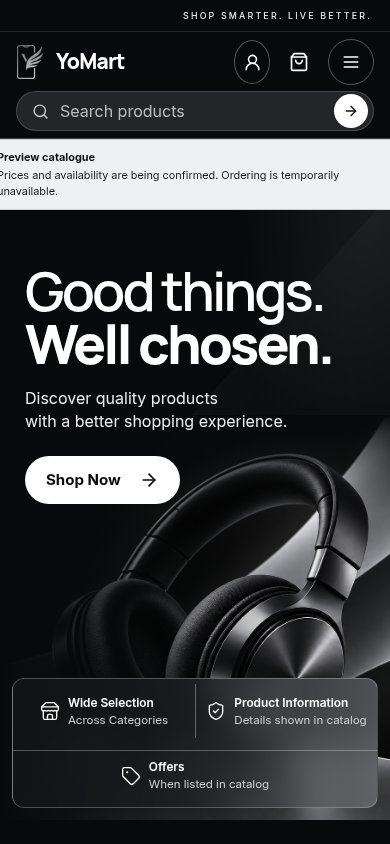 SHOP SMARTER. LIVE BETTER.
YoMart
Search products
Preview catalogue
Prices and availability are being confirmed. Ordering is temporarily
unavailable.
Good things.
Well chosen.
Discover quality products
with a better shopping experience.
Shop Now
Wide Selection
Across Categories
Product Information
Details shown in catalog
Offers
When listed in catalog